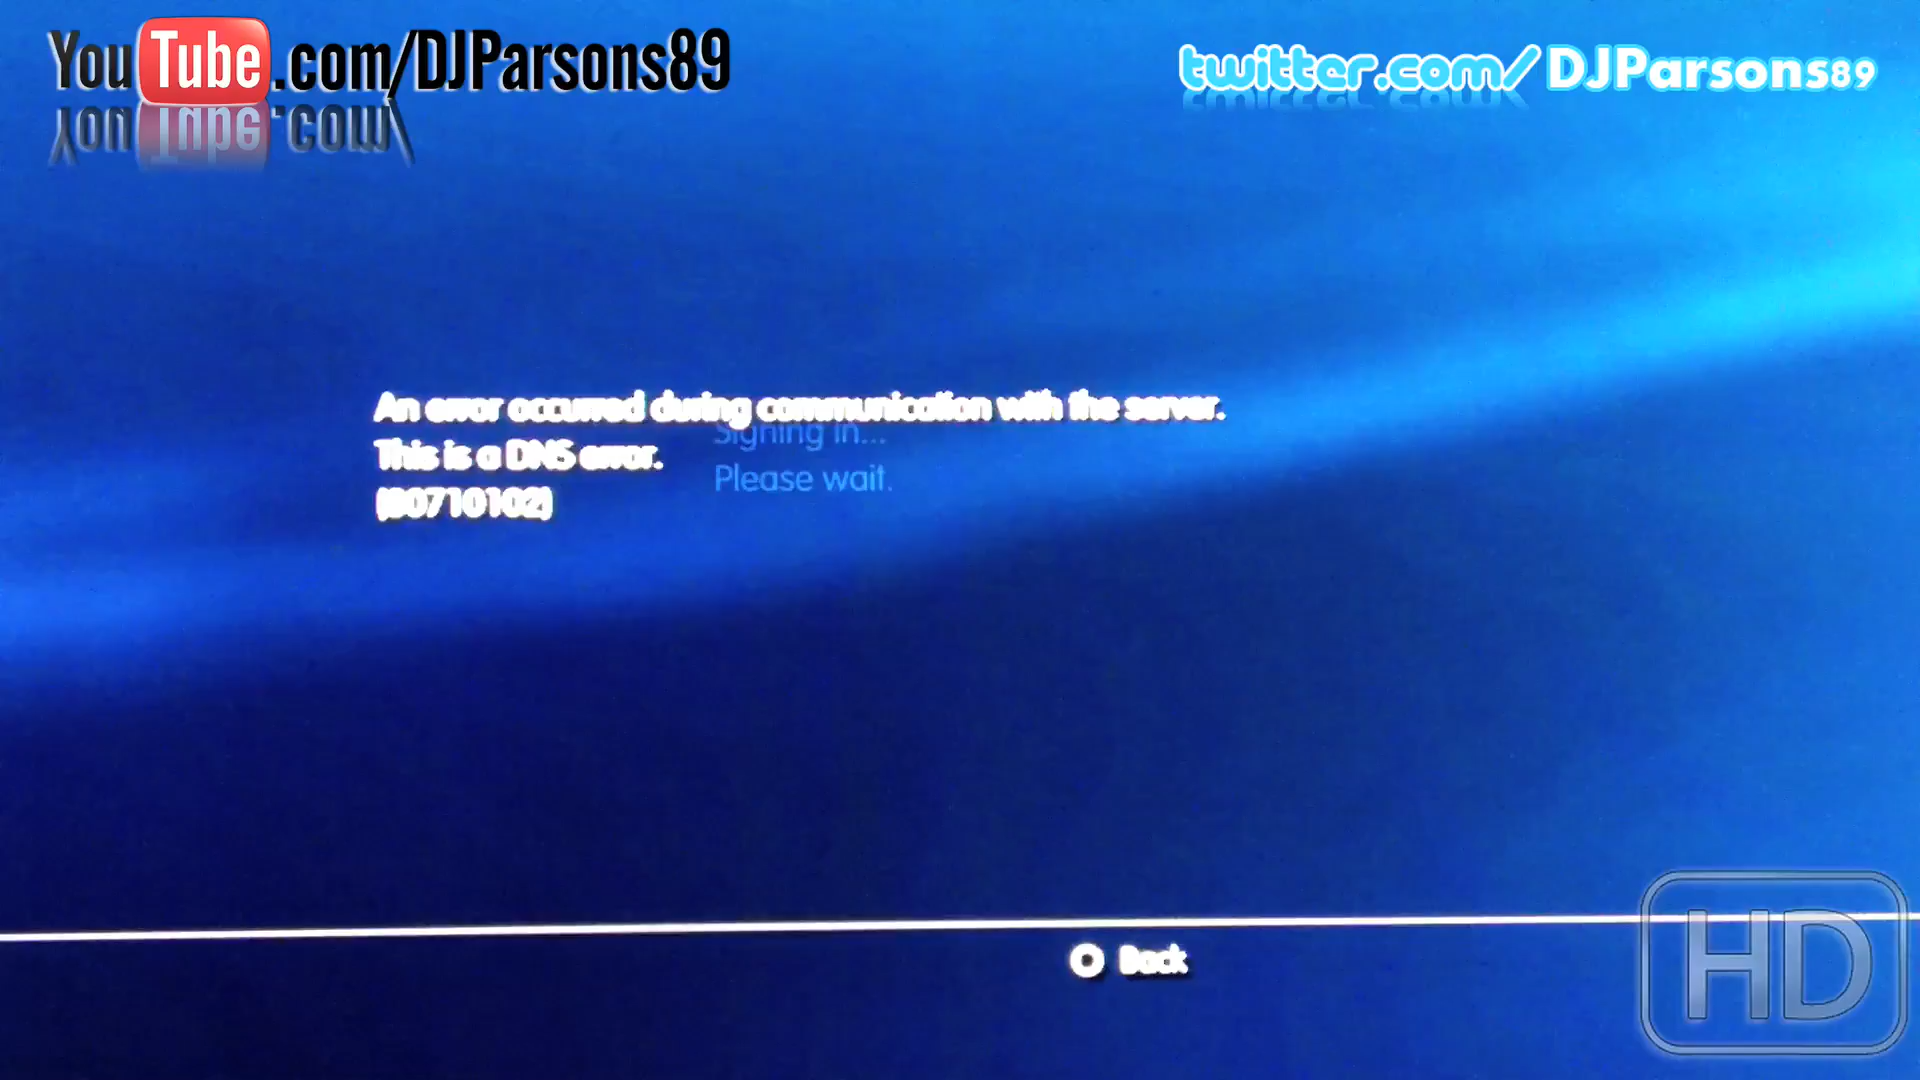 YouTube.com/DJParsons89
twitter.com/DJParsons89
An error occurred during communication with the server.
Signing in...
This is a DNS error.
Please wait.
(80710102)
Back
HD